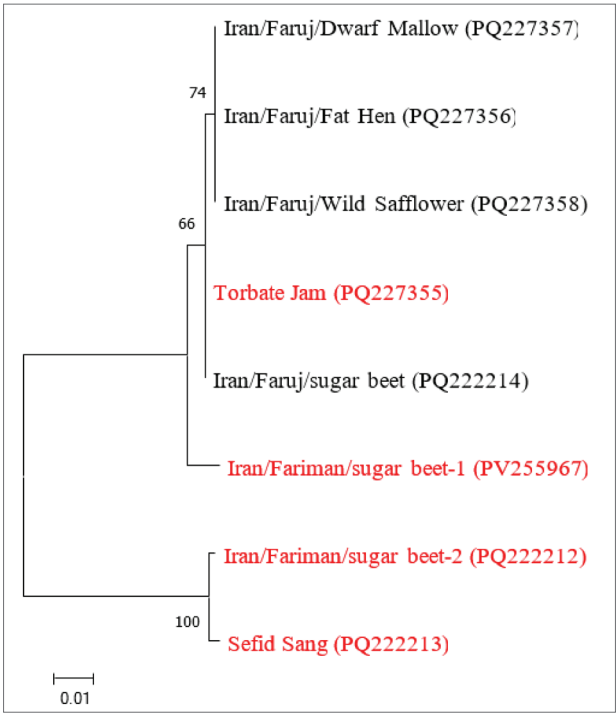 Iran/Faruj/Dwarf Mallow (PQ227357)
74
Iran/Faruj/Fat Hen (PQ227356)
Iran/Faruj/Wild Safflower (PQ227358)
66
Torbate Jam (PQ227355)
Iran/Faruj/sugar beet (PQ222214)
Iran/Fariman/sugar beet-1 (PV255967)
Iran/Fariman/sugar beet-2 (PQ222212)
100
Sefid Sang (PQ222213)
0.01